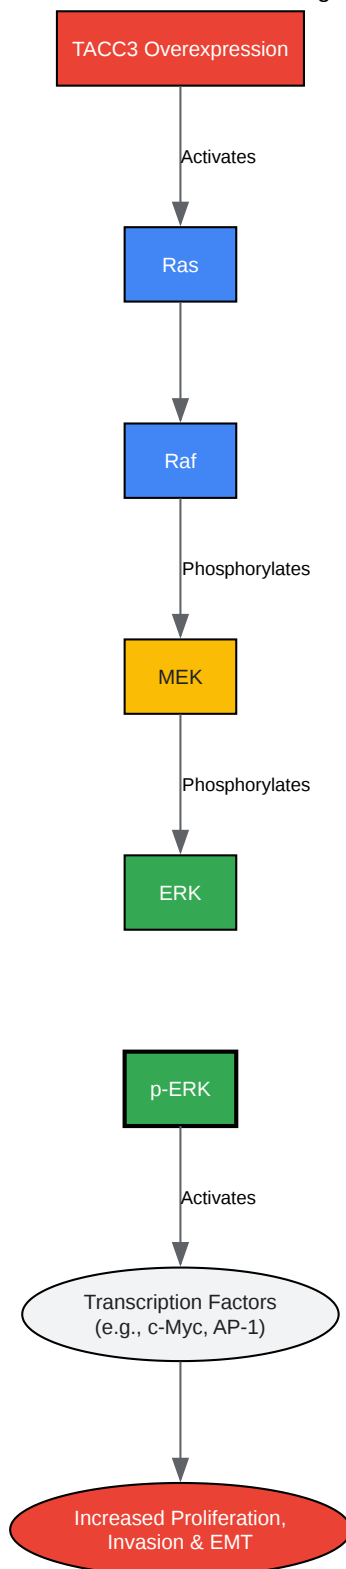 TACC3 Overexpression
Activates
Ras
Raf
Phosphorylates
MEK
Phosphorylates
ERK
p-ERK
Activates
Transcription Factors
(e.g., c-Myc, AP-1)
Increased Proliferation,
Invasion & EMT